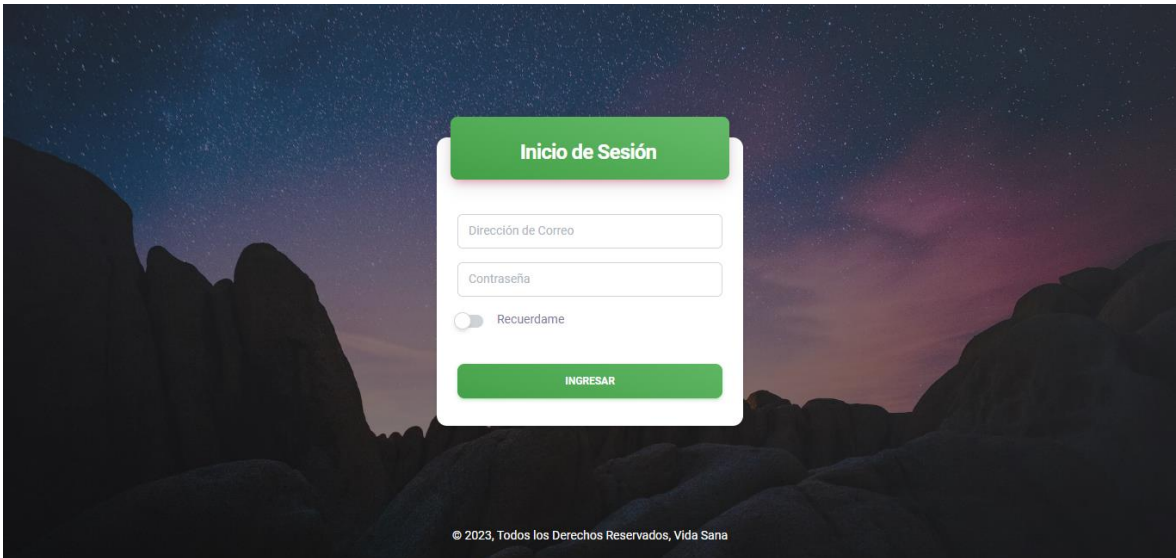 Inicio de Sesión
Dirección de Correo
Contraseña
Recuerdame
INGRESAR
© 2023, Todos los Derechos Reservados, Vida Sana